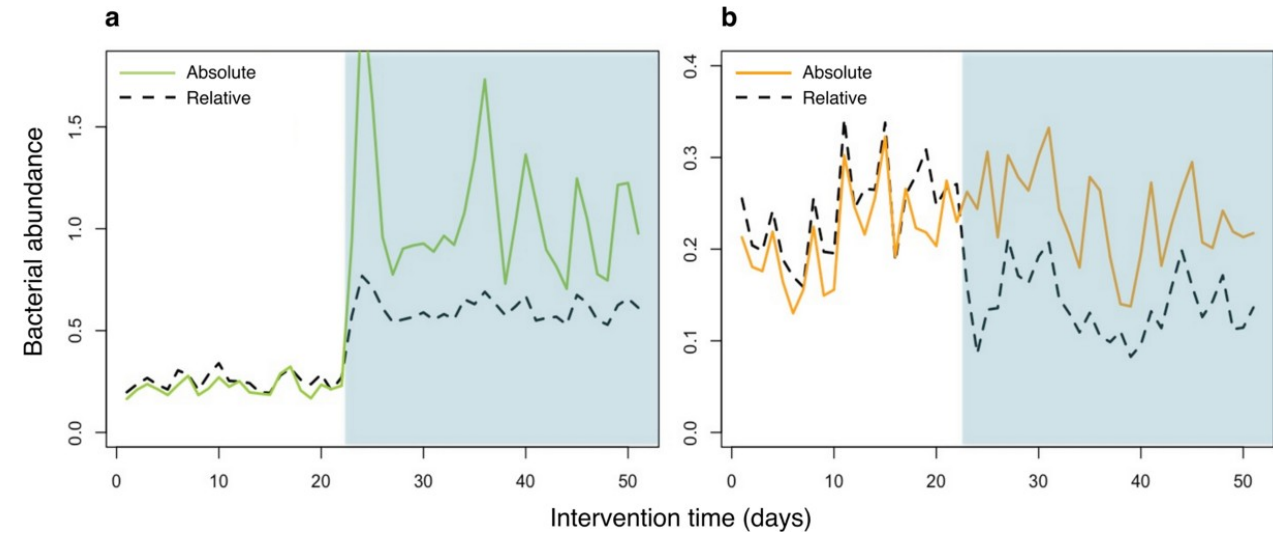 a
Absolute
Relative
Bacterial abundance
0.0
0.5
1.0
1.5
0 10 20 30 40 50
b
Absolute
Relative
0.0
0.1
0.2
0.3
0.4
0 10 20 30 40 50
Intervention time (days)